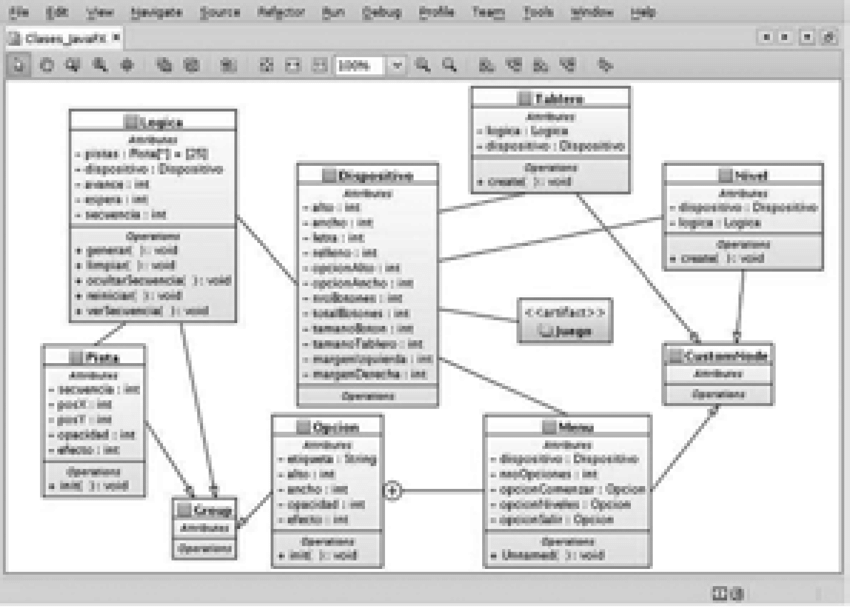 File Edit View Navigate Source Refactor Run Debug Profile Team Tools Window Help
Clases_JavaFX
100%
Logica
Attributes
- pistas : Pista[*] = [25]
- dispositivo : Dispositivo
- avance : int
- espera : int
- secuencia : int
Operations
+ generar( ) : void
+ limpiar( ) : void
+ ocultarSecuencia( ) : void
+ reiniciar( ) : void
+ verSecuencia( ) : void
Dispositivo
Attributes
- alto : int
- ancho : int
- letra : int
- relleno : int
- opcionAlto : int
- opcionAncho : int
- nroBotones : int
- totalBotones : int
- tamanoBoton : int
- tamanoTablero : int
- margenIzquierda : int
- margenDerecha : int
Operations
Tablero
Attributes
- logica : Logica
- dispositivo : Dispositivo
Operations
+ create( ) : void
Nivel
Attributes
- dispositivo : Dispositivo
- logica : Logica
Operations
+ create( ) : void
<<artifact>>
Juego
CustomNode
Attributes
Operations
Pista
Attributes
- secuencia : int
- posX : int
- posY : int
- opacidad : int
- efecto : int
Operations
+ init( ) : void
Group
Attributes
Operations
Opcion
Attributes
- etiqueta : String
- alto : int
- ancho : int
- opacidad : int
- efecto : int
Operations
+ init( ) : void
Menu
Attributes
- dispositivo : Dispositivo
- nroOpciones : int
- opcionComenzar : Opcion
- opcionNiveles : Opcion
- opcionSalir : Opcion
Operations
+ Unnamed( ) : void